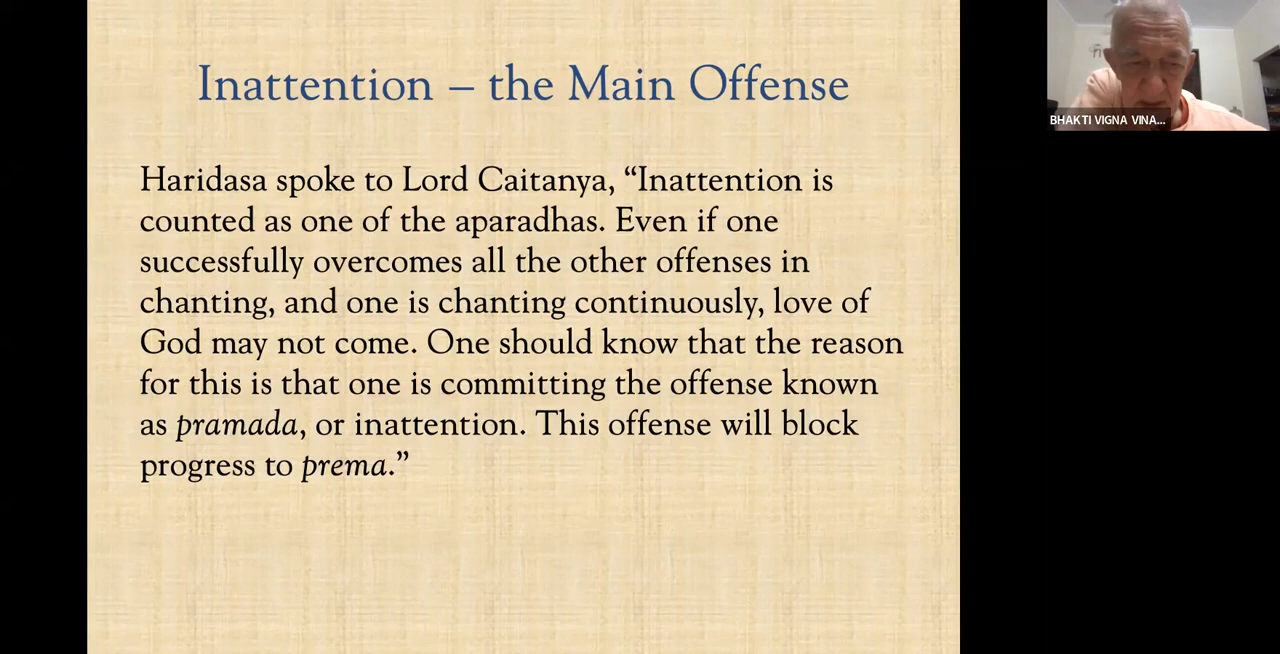 Inattention – the Main Offense
Haridasa spoke to Lord Caitanya, “Inattention is
counted as one of the aparadhas. Even if one
successfully overcomes all the other offenses in
chanting, and one is chanting continuously, love of
God may not come. One should know that the reason
for this is that one is committing the offense known
as pramada, or inattention. This offense will block
progress to prema.”
BHAKTI VIGNA VINA...